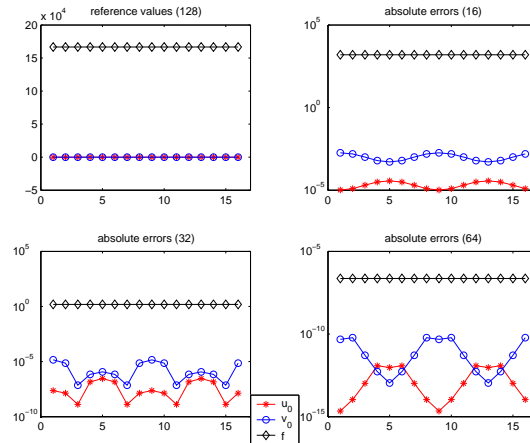 reference values (128)
20 x 10^4
15
10
5
0
−5
0 5 10 15
absolute errors (16)
10^5
10^0
10^−5
0 5 10 15
absolute errors (32)
10^5
10^0
10^−5
10^−10
0 5 10 15
absolute errors (64)
10^−5
10^−10
10^−15
0 5 10 15
u_0
v_0
f